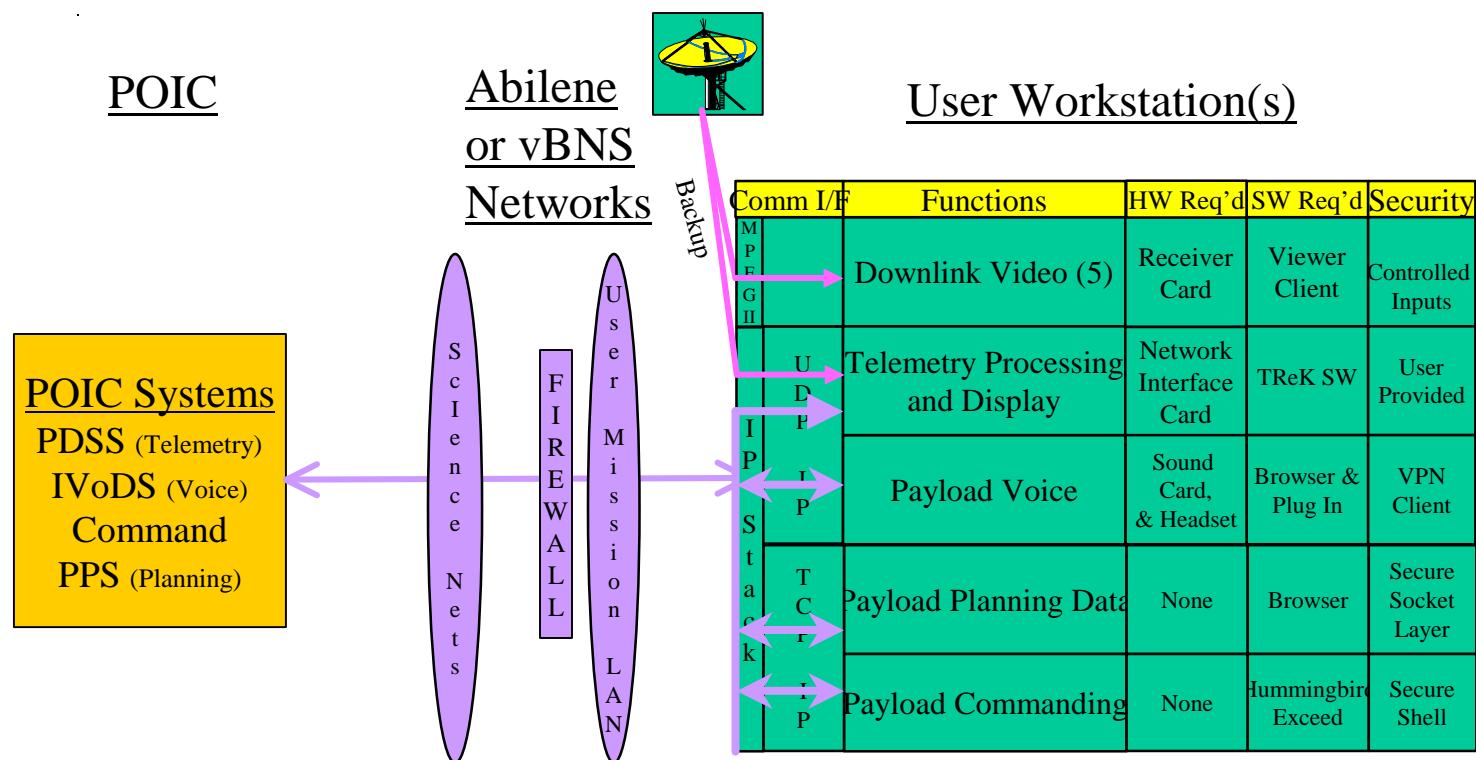 POIC
Abilene
or vBNS
Networks
User Workstation(s)
Backup
POIC Systems
PDSS (Telemetry)
IVoDS (Voice)
Command
PPS (Planning)
ScIence Nets
FIREWALL
User Mission LAN
Comm I/F
Functions
HW Req'd
SW Req'd
Security
MPEG II
Downlink Video (5)
Receiver
Card
Viewer
Client
Controlled
Inputs
IP Stack
UDP IP
Telemetry Processing
and Display
Network
Interface
Card
TReK SW
User
Provided
Payload Voice
Sound
Card,
& Headset
Browser &
Plug In
VPN
Client
TCP IP
Payload Planning Data
None
Browser
Secure
Socket
Layer
Payload Commanding
None
Hummingbird
Exceed
Secure
Shell